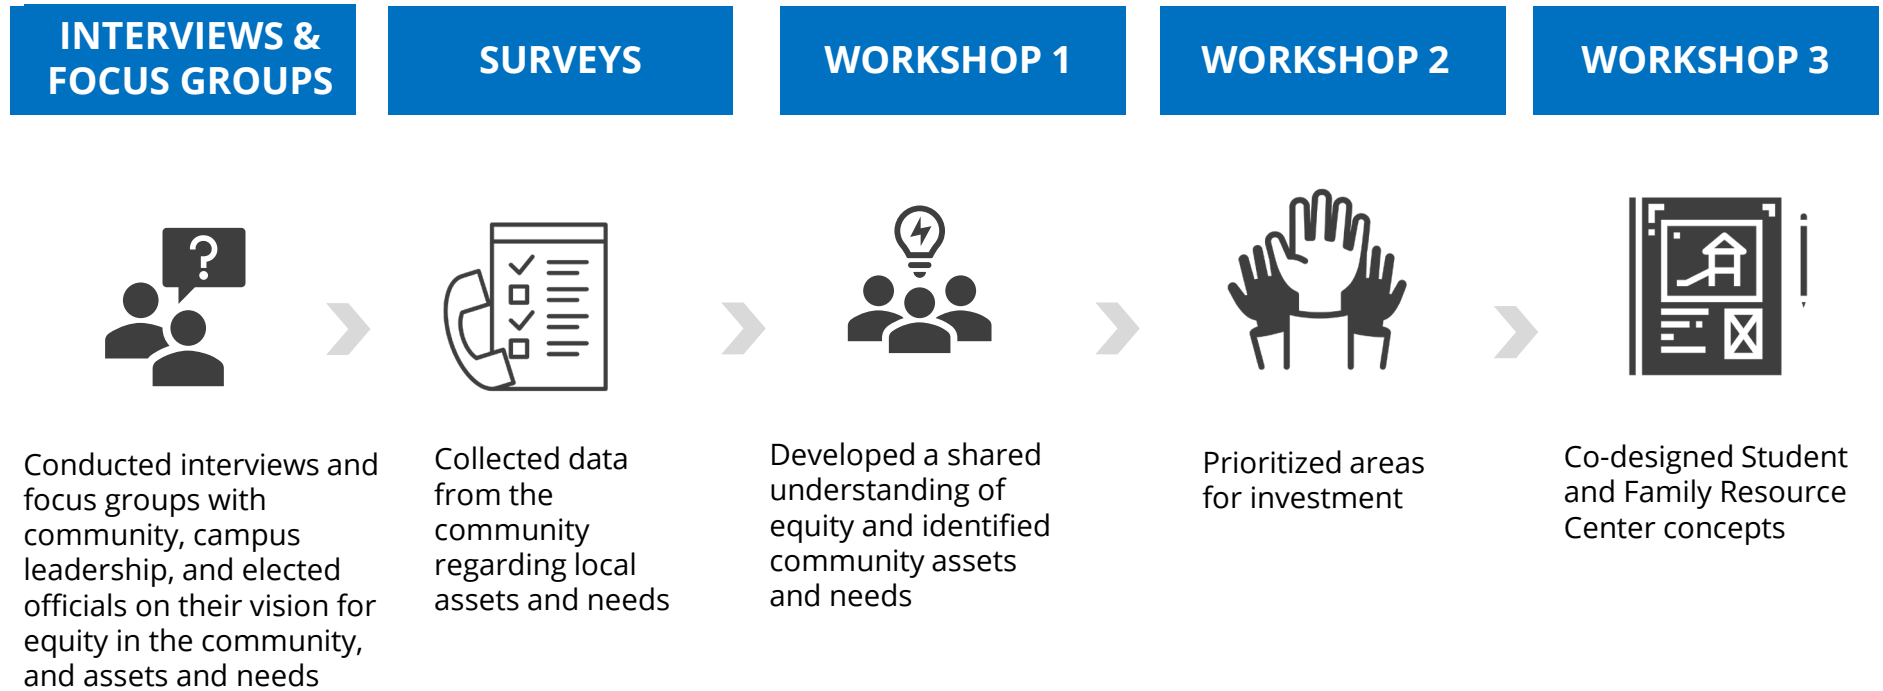 INTERVIEWS &
FOCUS GROUPS
SURVEYS
WORKSHOP 1
WORKSHOP 2
WORKSHOP 3
?
Conducted interviews and
focus groups with
community, campus
leadership, and elected
officials on their vision for
equity in the community,
and assets and needs
Collected data
from the
community
regarding local
assets and needs
Developed a shared
understanding of
equity and identified
community assets
and needs
Prioritized areas
for investment
Co-designed Student
and Family Resource
Center concepts